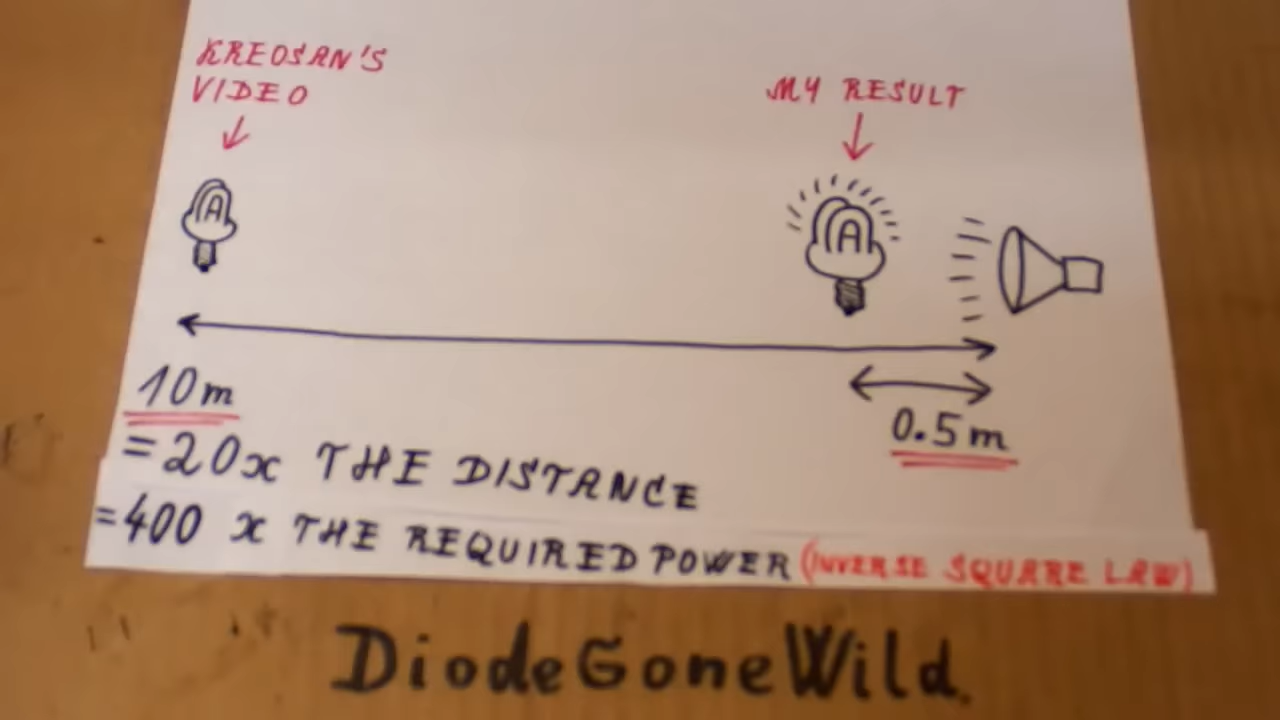 KREOSAN'S
VIDEO
MY RESULT
A
A
10m
0.5m
=20x THE DISTANCE
=400 x THE REQUIRED POWER (INVERSE SQUARE LAW)
DiodeGoneWild.